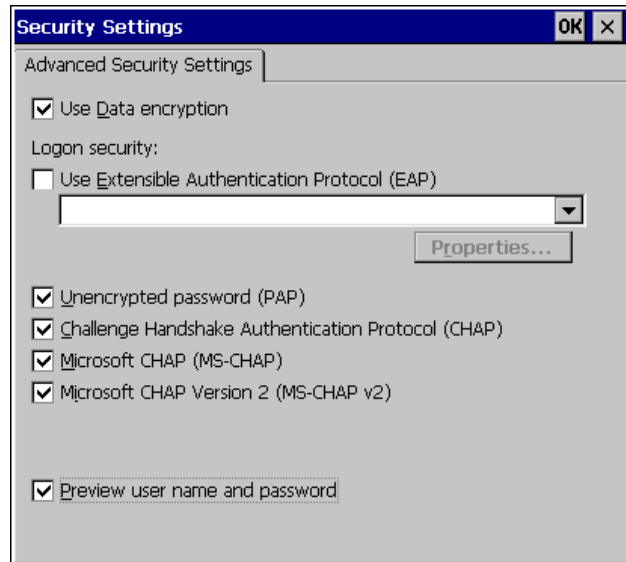 Security Settings OK ×
Advanced Security Settings
Use Data encryption
Logon security:
Use Extensible Authentication Protocol (EAP)
Properties...
Unencrypted password (PAP)
Challenge Handshake Authentication Protocol (CHAP)
Microsoft CHAP (MS-CHAP)
Microsoft CHAP Version 2 (MS-CHAP v2)
Preview user name and password